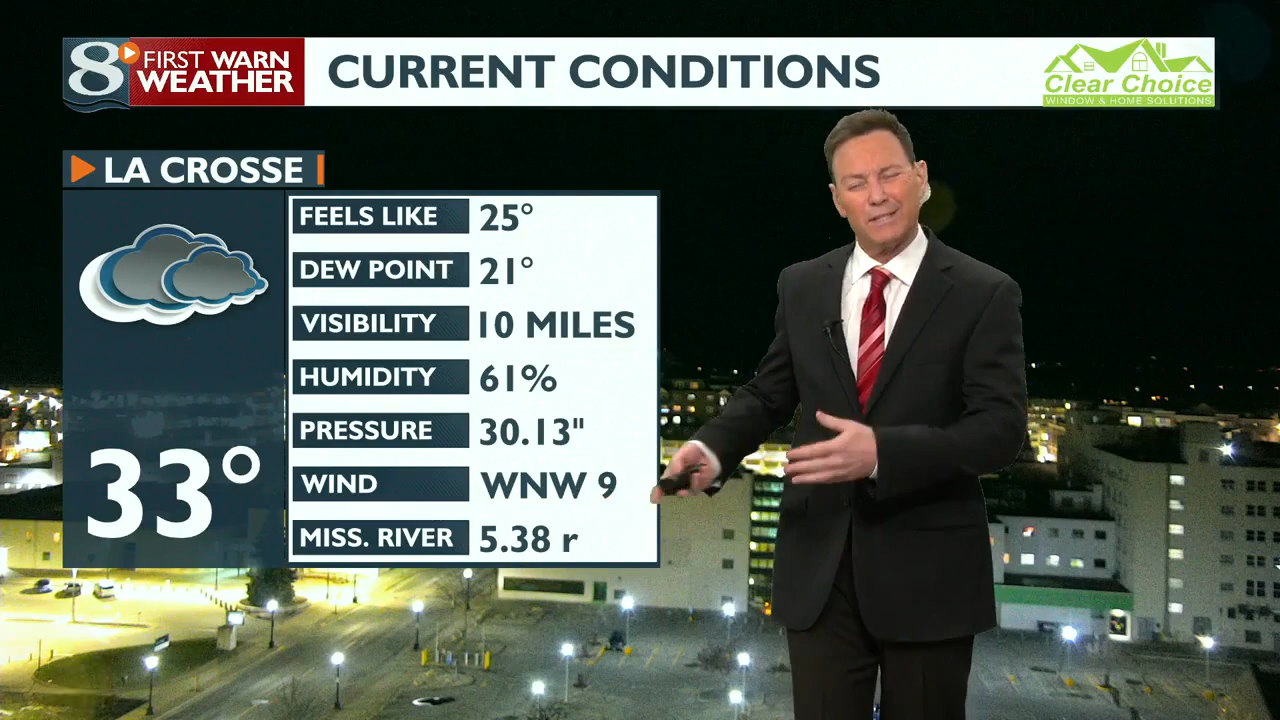 8 FIRST WARN
WEATHER
CURRENT CONDITIONS
Clear Choice
WINDOW & HOME SOLUTIONS
LA CROSSE
33°
FEELS LIKE 25°
DEW POINT 21°
VISIBILITY 10 MILES
HUMIDITY 61%
PRESSURE 30.13"
WIND WNW 9
MISS. RIVER 5.38 r